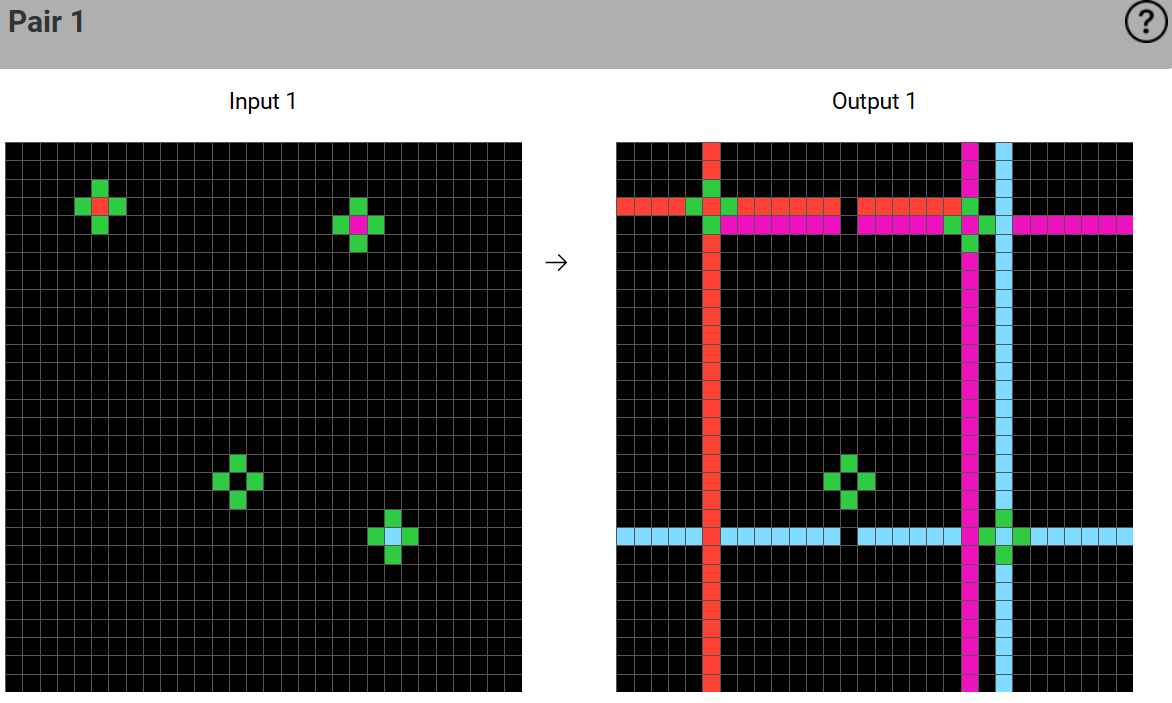 Pair 1
?
Input 1
Output 1
→